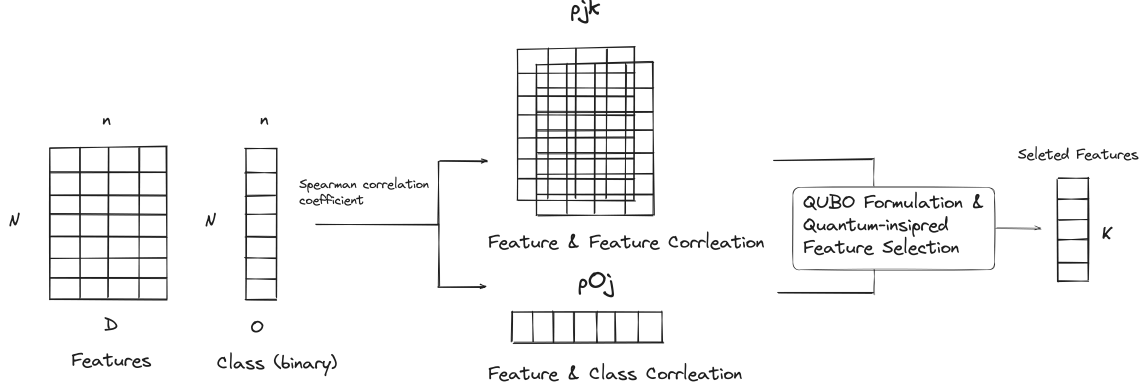 ρjk
n
n
Seleted Features
Spearman correlation
coefficient
N
N
QUBO Formulation &
Quantum-insipred
Feature Selection
K
Feature & Feature Corrleation
ρOj
D
O
Features
Class (binary)
Feature & Class Corrleation